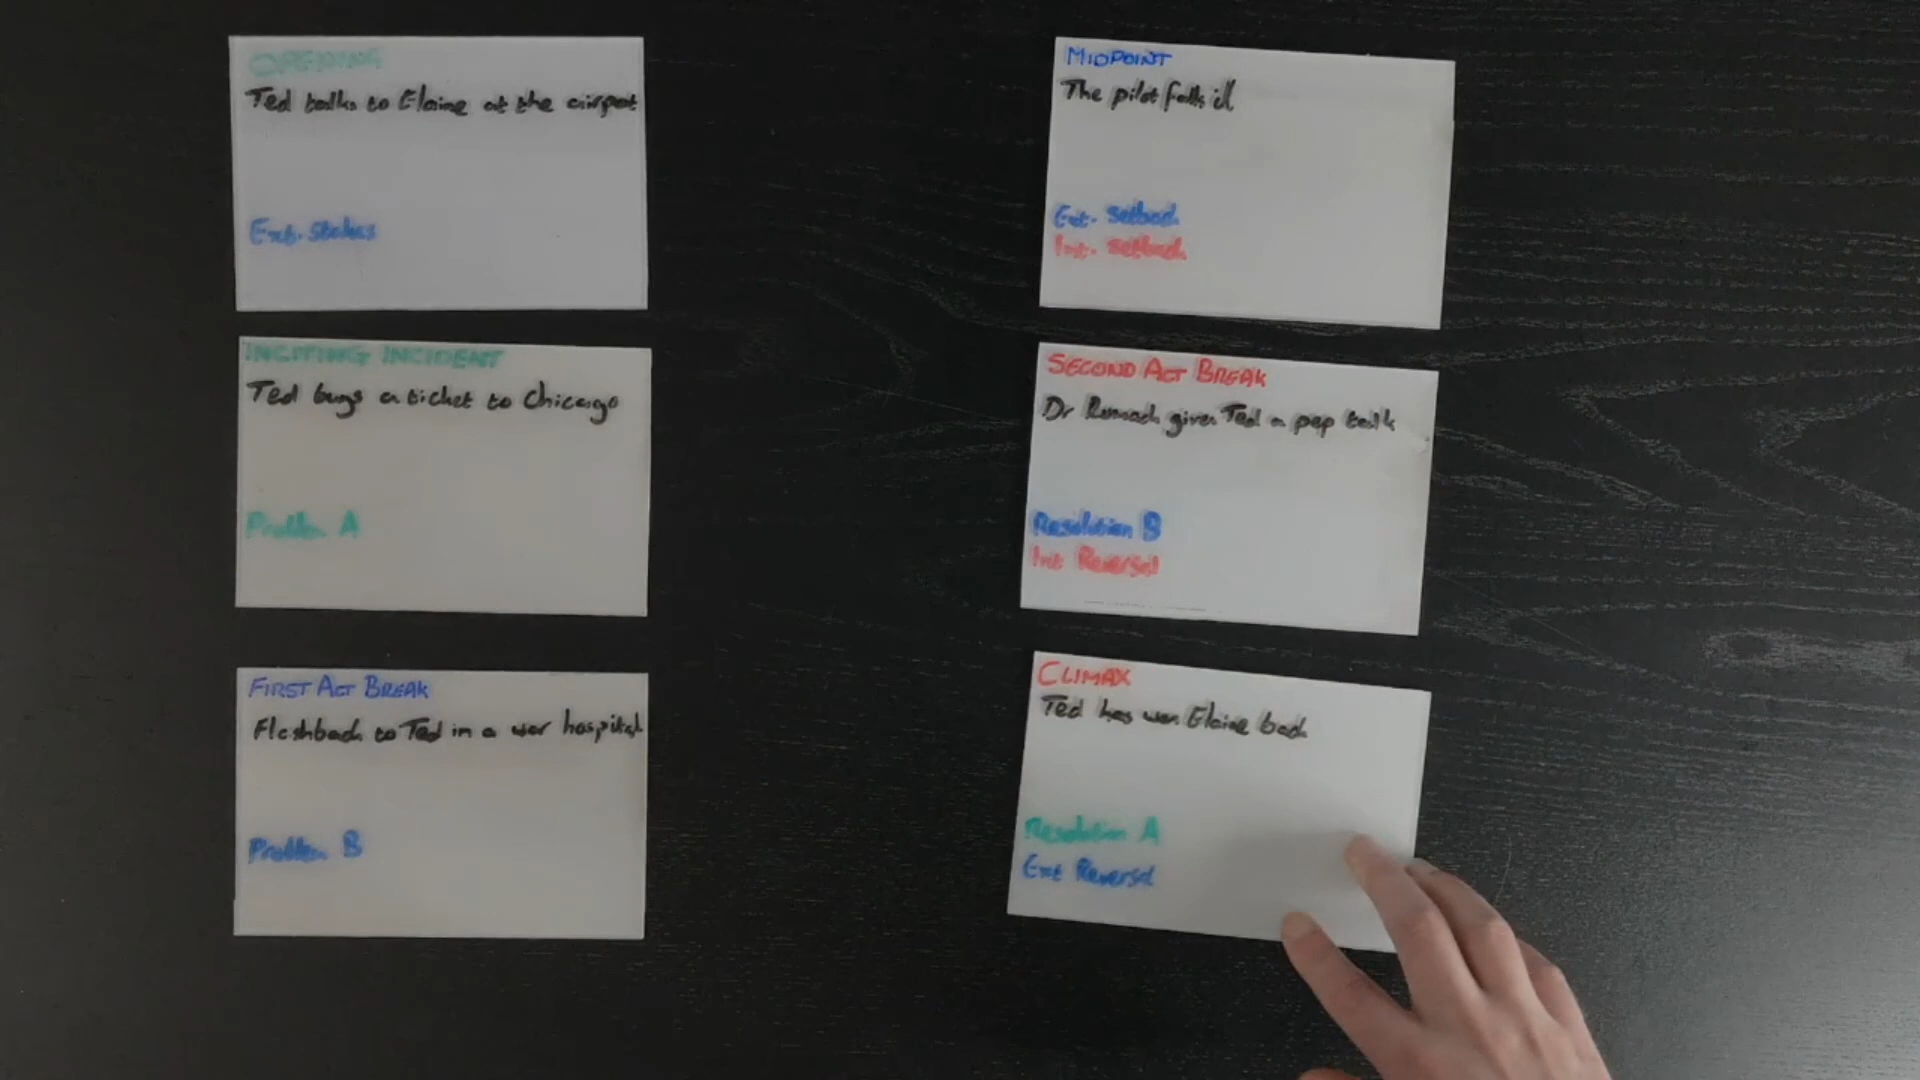 OPENING
Ted talks to Elaine at the airport
Ext. Stakes
INCITING INCIDENT
Ted buys a ticket to Chicago
Problem A
FIRST ACT BREAK
Flashback to Ted in a war hospital
Problem B
MIDPOINT
The pilot falls ill
Ext. Setback
Int. Setback
SECOND ACT BREAK
Dr Rumack gives Ted a pep talk
Resolution B
Int Reversal
CLIMAX
Ted has won Elaine back
Resolution A
Ext Reversal